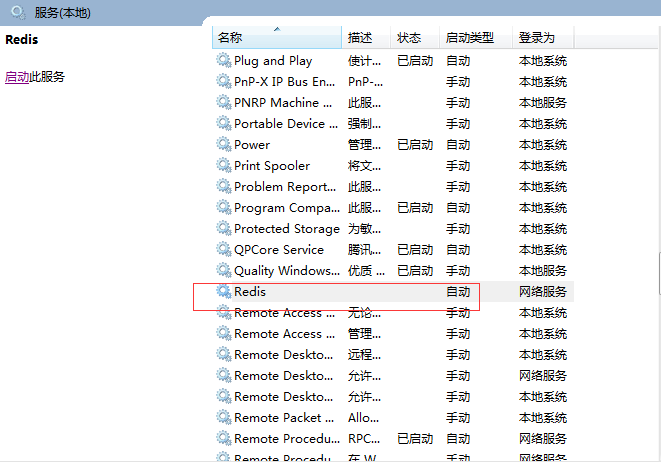 服务(本地)
Redis
启动此服务
名称 描述 状态 启动类型 登录为
Plug and Play 使计... 已启动 自动 本地系统
PnP-X IP Bus En... PnP-... 手动 本地系统
PNRP Machine ... 此服... 手动 本地服务
Portable Device ... 强制... 手动 本地系统
Power 管理... 已启动 自动 本地系统
Print Spooler 将文... 手动 本地系统
Problem Report... 此服... 手动 本地系统
Program Compa... 此服... 已启动 手动 本地系统
Protected Storage 为敏... 手动 本地系统
QPCore Service 腾讯... 已启动 自动 本地系统
Quality Windows... 优质 ... 已启动 手动 本地服务
Redis 自动 网络服务
Remote Access ... 无论... 手动 本地系统
Remote Access ... 管理... 手动 本地系统
Remote Deskto... 远程... 手动 本地系统
Remote Deskto... 允许... 手动 网络服务
Remote Deskto... 允许... 手动 本地系统
Remote Packet ... Allo... 手动 本地系统
Remote Procedu... RPC... 已启动 自动 网络服务
Remote Procedu... 在 W... 手动 网络服务